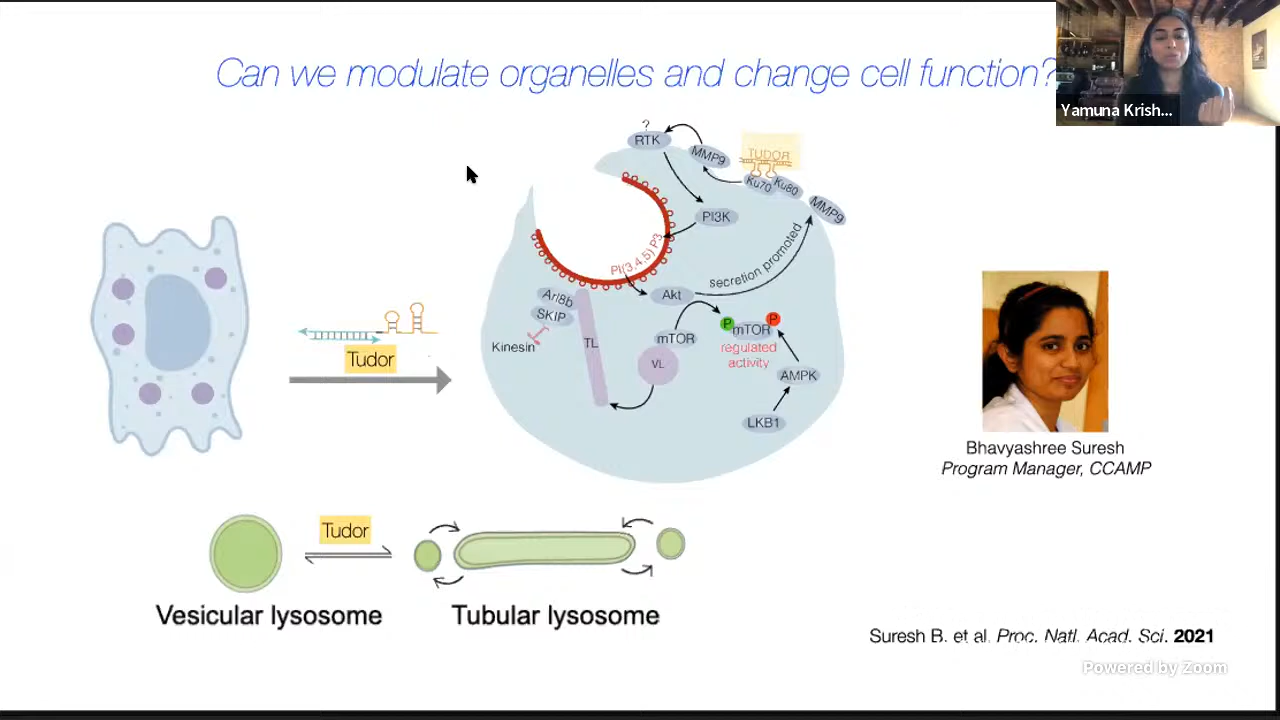 Can we modulate organelles and change cell function?
Yamuna Krish...
?
RTK
MMP9
TUDOR
Ku70
Ku80
MMP9
PI3K
PI(3,4,5) P3
secretion promoted
Akt
Arl8b
SKIP
Kinesin
TL
mTOR
VL
P
mTOR
P
regulated
activity
AMPK
LKB1
Tudor
Bhavyashree Suresh
Program Manager, CCAMP
Tudor
Vesicular lysosome
Tubular lysosome
Suresh B. et al. Proc. Natl. Acad. Sci. 2021
Powered by Zoom